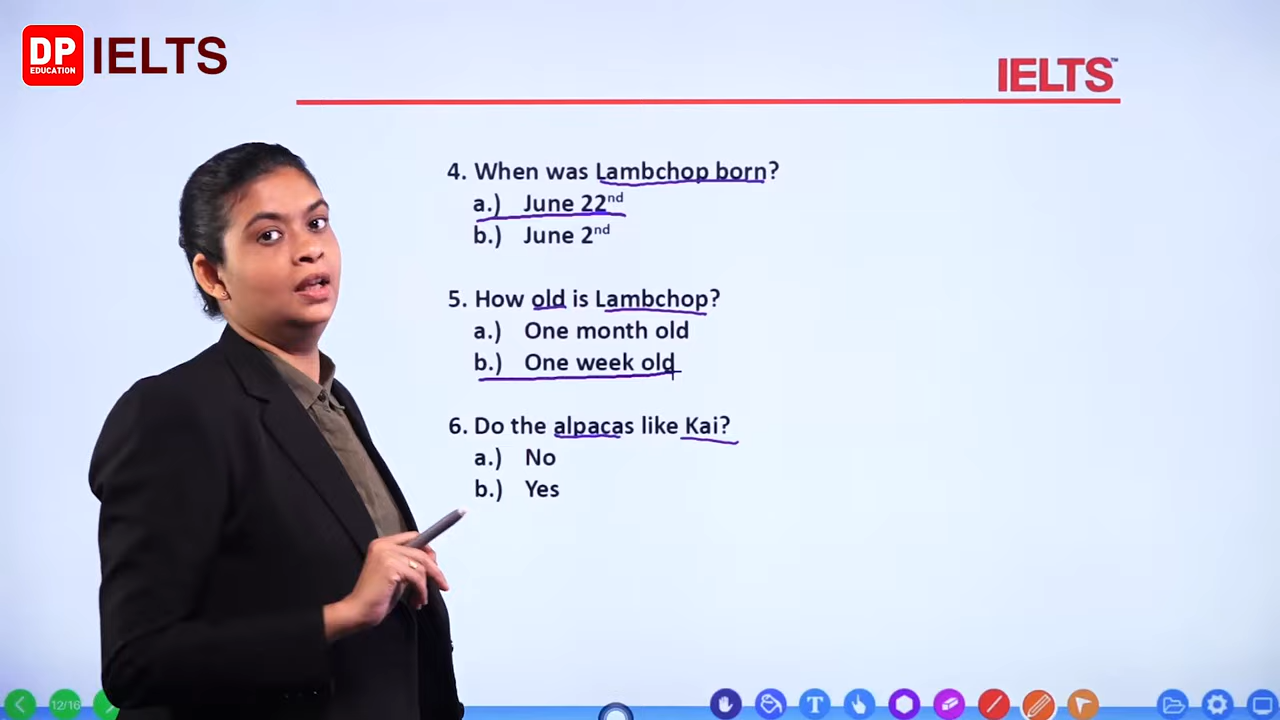 DP
EDUCATION
IELTS
IELTS™
4. When was Lambchop born?
a.) June 22nd
b.) June 2nd
5. How old is Lambchop?
a.) One month old
b.) One week old
6. Do the alpacas like Kai?
a.) No
b.) Yes
12/16
T